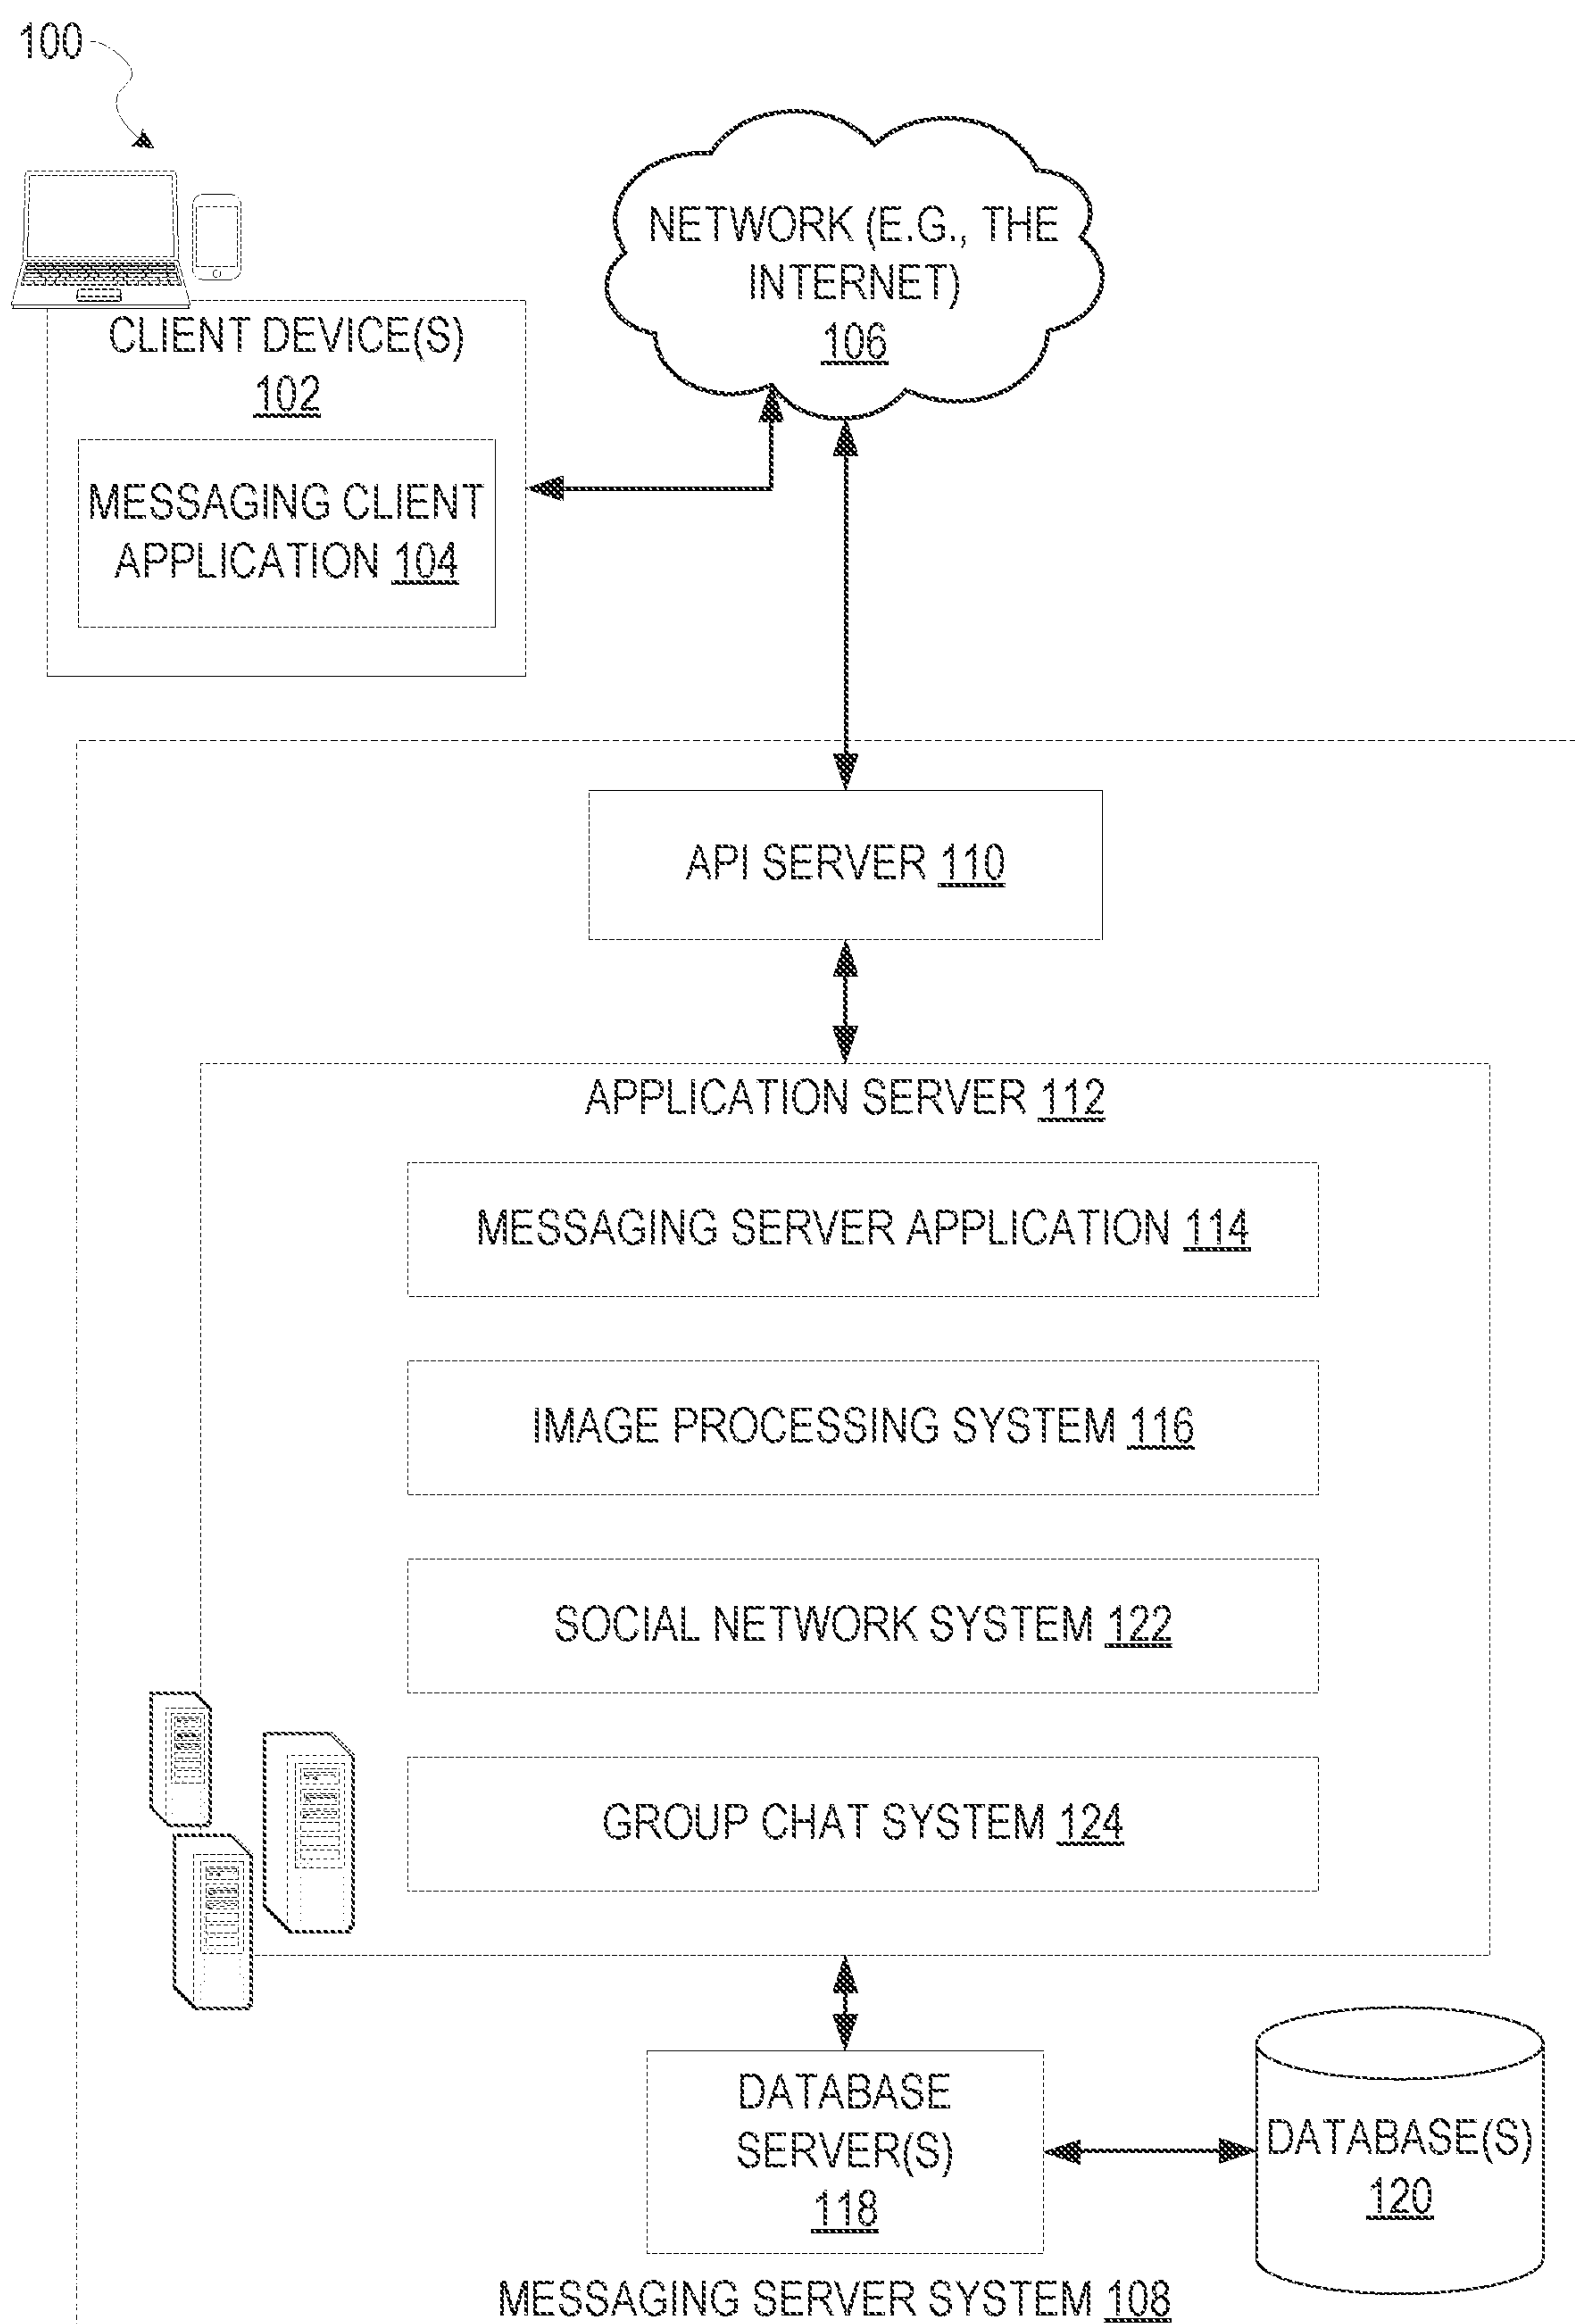 100
NETWORK (E.G., THE
INTERNET)
106
CLIENT DEVICE(S)
102
MESSAGING CLIENT
APPLICATION 104
API SERVER 110
APPLICATION SERVER 112
MESSAGING SERVER APPLICATION 114
IMAGE PROCESSING SYSTEM 116
SOCIAL NETWORK SYSTEM 122
GROUP CHAT SYSTEM 124
DATABASE
SERVER(S)
118
DATABASE(S)
120
MESSAGING SERVER SYSTEM 108